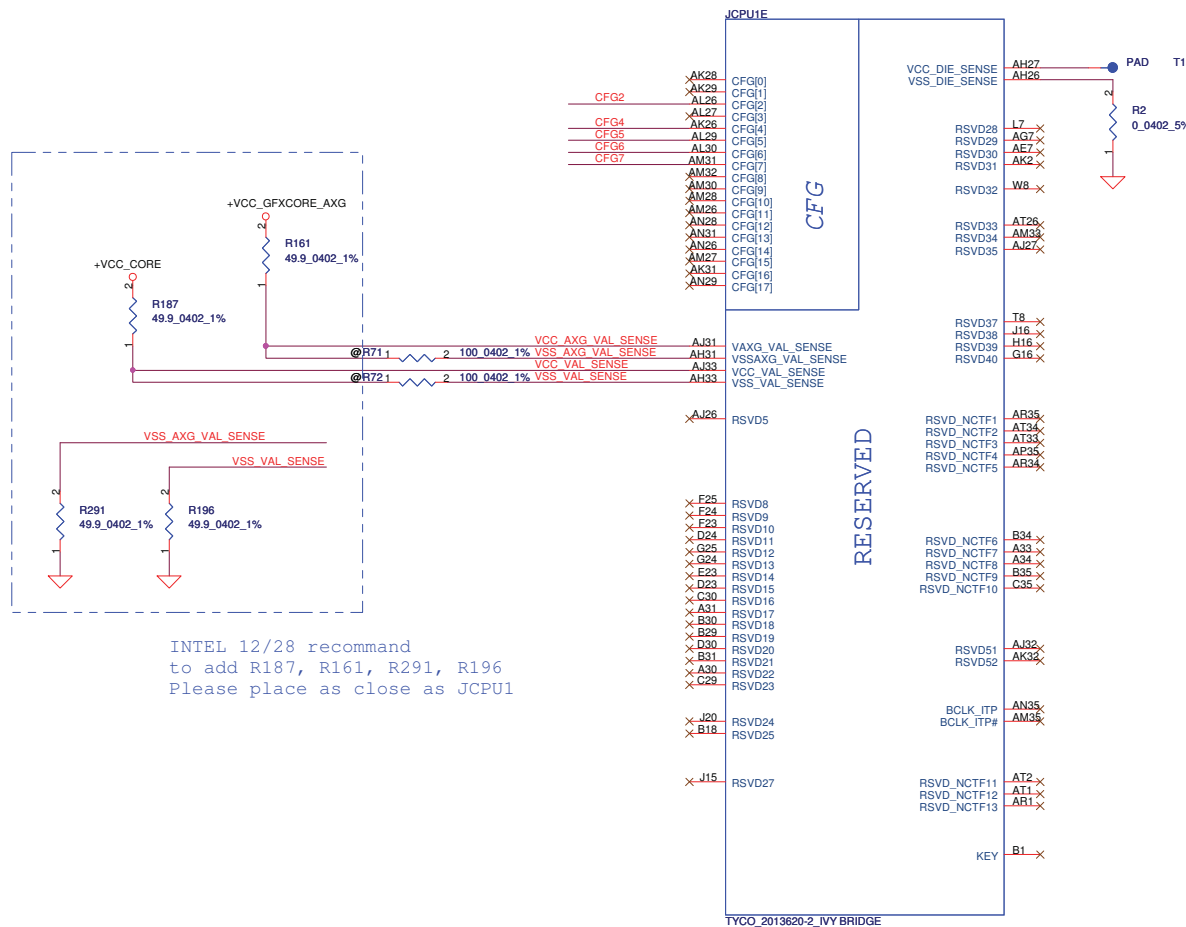 JCPU1E
CFG
AK28 CFG[0]
AK29 CFG[1]
CFG2 AL26 CFG[2]
AL27 CFG[3]
CFG4 AK26 CFG[4]
CFG5 AL29 CFG[5]
CFG6 AL30 CFG[6]
CFG7 AM31 CFG[7]
AM32 CFG[8]
AM30 CFG[9]
AM28 CFG[10]
AM26 CFG[11]
AN28 CFG[12]
AN31 CFG[13]
AN26 CFG[14]
AM27 CFG[15]
AK31 CFG[16]
AN29 CFG[17]
VCC_DIE_SENSE AH27
VSS_DIE_SENSE AH26
PAD T1
2
R2
0_0402_5%
1
RSVD28 L7
RSVD29 AG7
RSVD30 AE7
RSVD31 AK2
RSVD32 W8
RSVD33 AT26
RSVD34 AM33
RSVD35 AJ27
RSVD37 T8
RSVD38 J16
RSVD39 H16
RSVD40 G16
+VCC_GFXCORE_AXG
2
R161
49.9_0402_1%
1
+VCC_CORE
2
R187
49.9_0402_1%
1
VCC_AXG_VAL_SENSE AJ31 VAXG_VAL_SENSE
@R71 1 2 100_0402_1% VSS_AXG_VAL_SENSE AH31 VSSAXG_VAL_SENSE
VCC_VAL_SENSE AJ33 VCC_VAL_SENSE
@R72 1 2 100_0402_1% VSS_VAL_SENSE AH33 VSS_VAL_SENSE
VSS_AXG_VAL_SENSE
VSS_VAL_SENSE
2
R291
49.9_0402_1%
1
2
R196
49.9_0402_1%
1
INTEL 12/28 recommand
to add R187, R161, R291, R196
Please place as close as JCPU1
RESERVED
AJ26 RSVD5
F25 RSVD8
F24 RSVD9
F23 RSVD10
D24 RSVD11
G25 RSVD12
G24 RSVD13
E23 RSVD14
D23 RSVD15
C30 RSVD16
A31 RSVD17
B30 RSVD18
B29 RSVD19
D30 RSVD20
B31 RSVD21
A30 RSVD22
C29 RSVD23
J20 RSVD24
B18 RSVD25
J15 RSVD27
RSVD_NCTF1 AR35
RSVD_NCTF2 AT34
RSVD_NCTF3 AT33
RSVD_NCTF4 AP35
RSVD_NCTF5 AR34
RSVD_NCTF6 B34
RSVD_NCTF7 A33
RSVD_NCTF8 A34
RSVD_NCTF9 B35
RSVD_NCTF10 C35
RSVD51 AJ32
RSVD52 AK32
BCLK_ITP AN35
BCLK_ITP# AM35
RSVD_NCTF11 AT2
RSVD_NCTF12 AT1
RSVD_NCTF13 AR1
KEY B1
TYCO_2013620-2_IVY BRIDGE